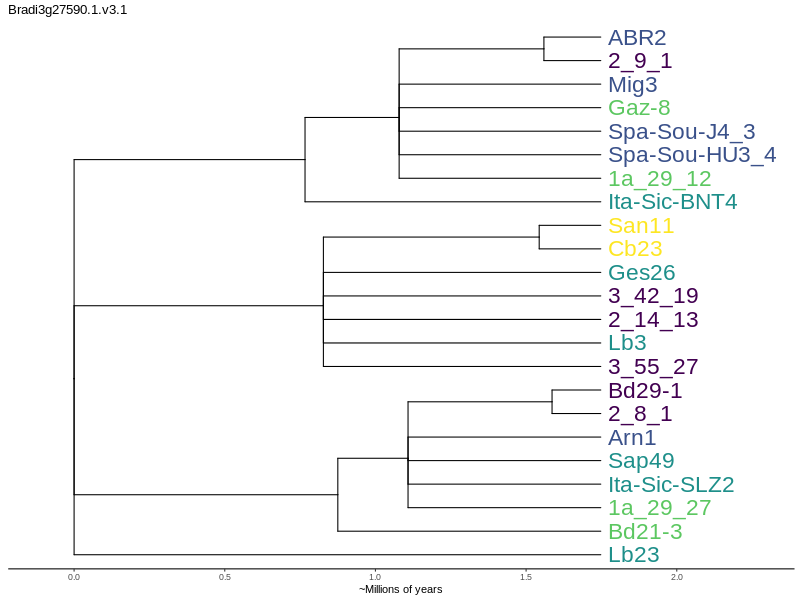 Bradi3g27590.1.v3.1
ABR2
2_9_1
Mig3
Gaz-8
Spa-Sou-J4_3
Spa-Sou-HU3_4
1a_29_12
Ita-Sic-BNT4
San11
Cb23
Ges26
3_42_19
2_14_13
Lb3
3_55_27
Bd29-1
2_8_1
Arn1
Sap49
Ita-Sic-SLZ2
1a_29_27
Bd21-3
Lb23
0.0 0.5 1.0 1.5 2.0
~Millions of years